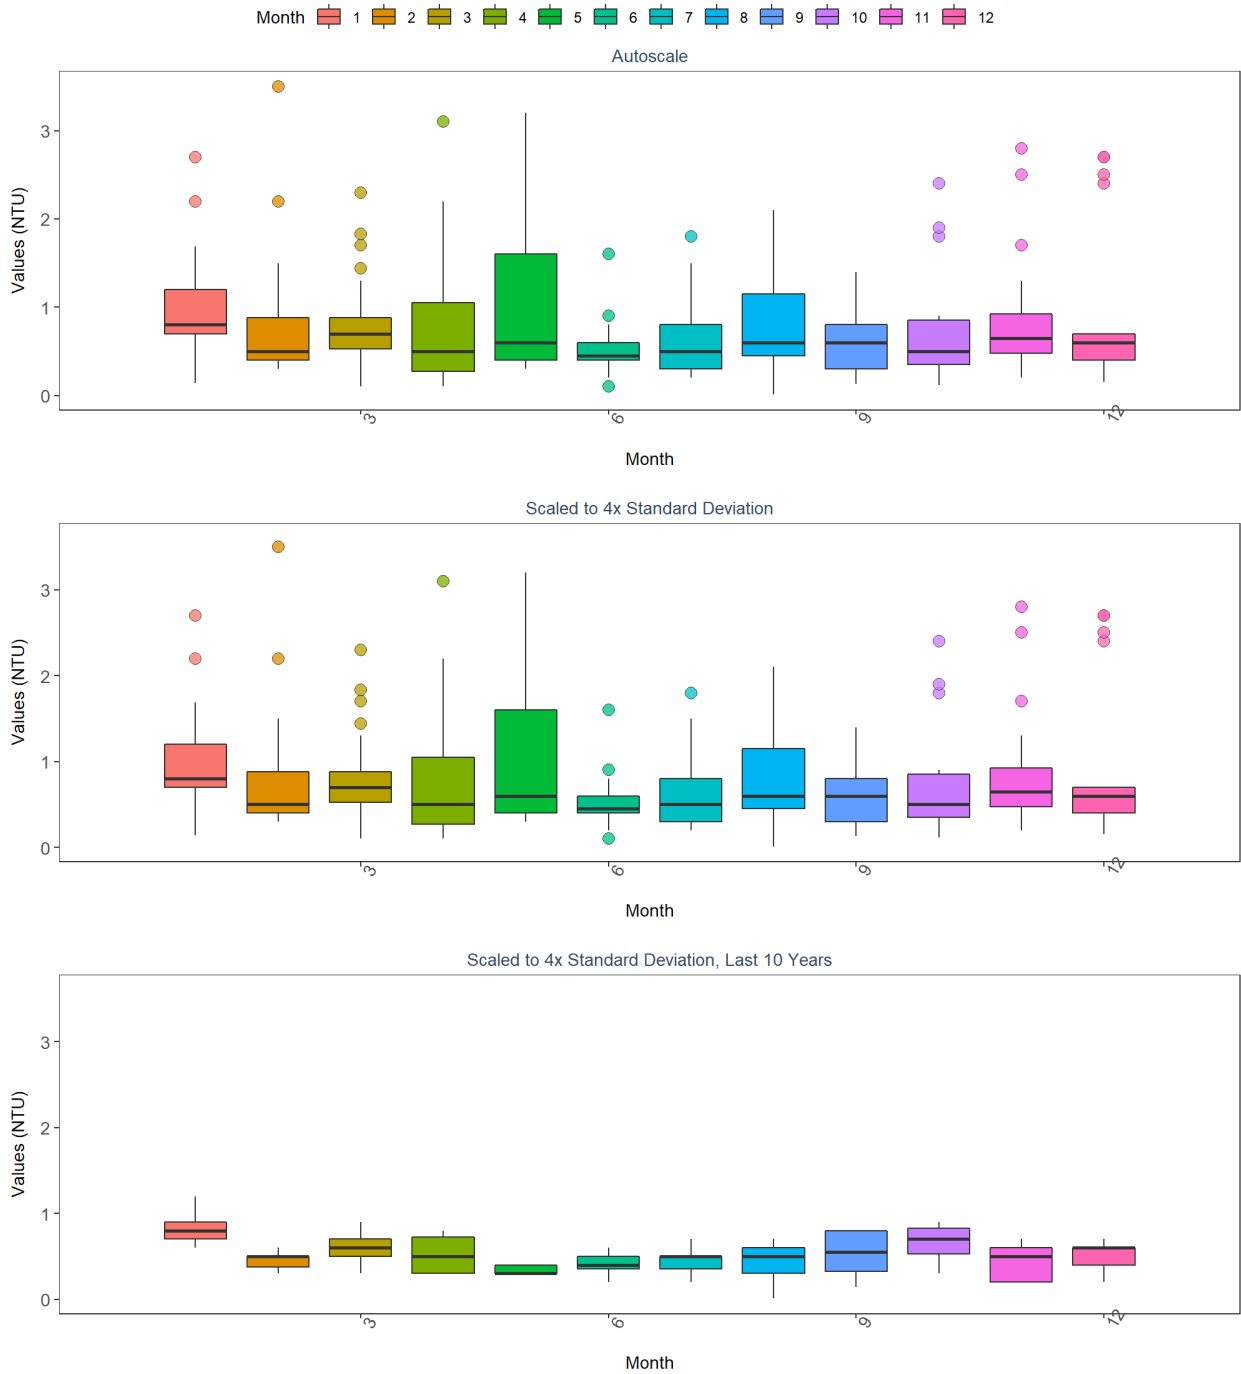 Month 1 2 3 4 5 6 7 8 9 10 11 12
Autoscale
Values (NTU)
3
2
1
0
3 6 9 12
Month
Scaled to 4x Standard Deviation
Values (NTU)
3
2
1
0
3 6 9 12
Month
Scaled to 4x Standard Deviation, Last 10 Years
Values (NTU)
3
2
1
0
3 6 9 12
Month